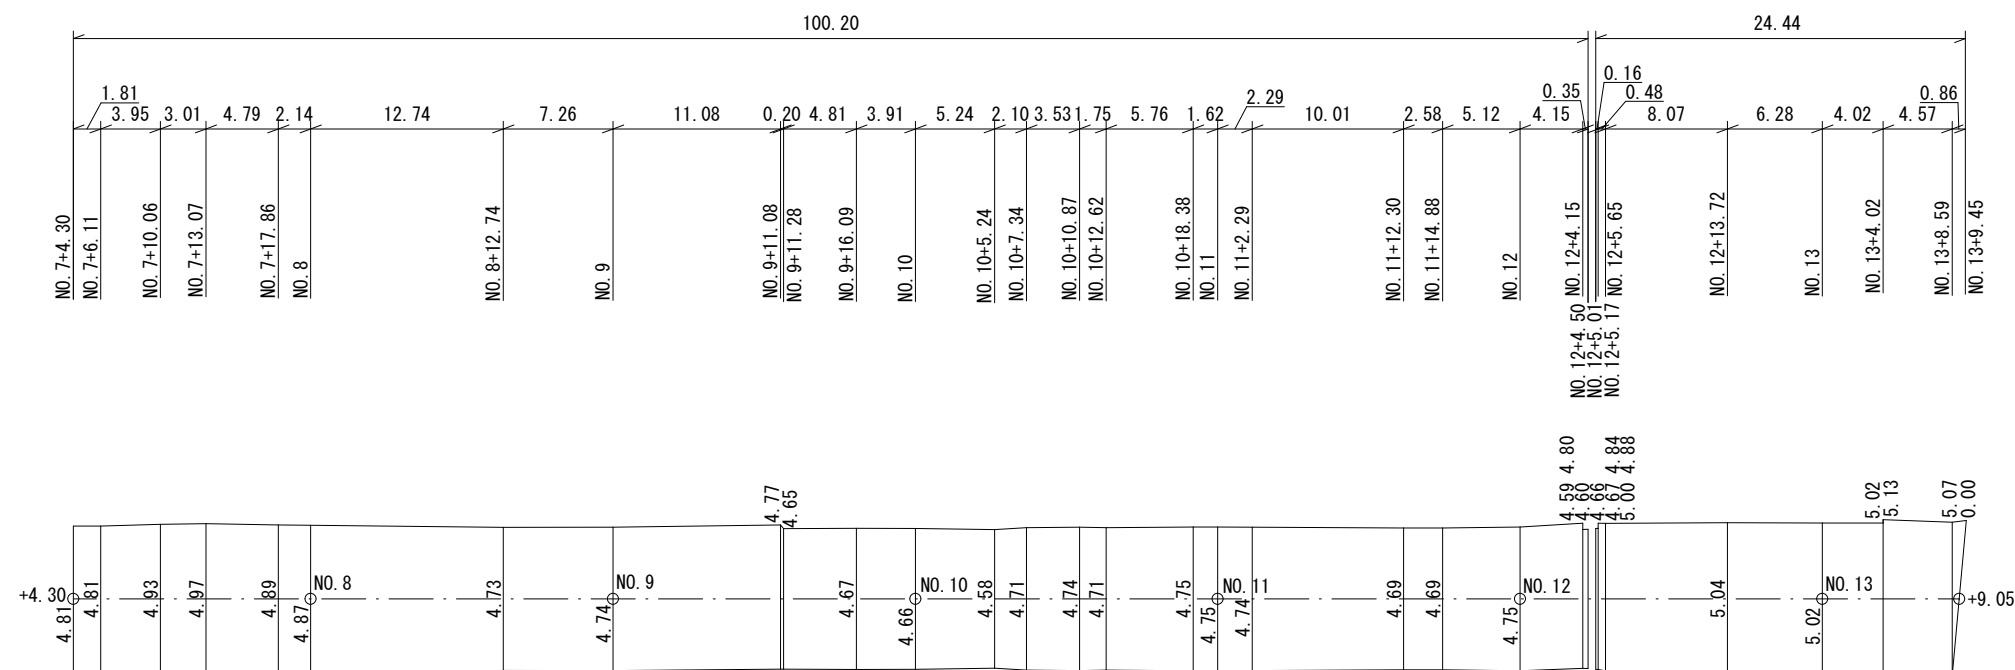 100.20 24.44
1.81 2.29 0.35 0.16 0.48 0.86
3.95 3.01 4.79 2.14 12.74 7.26 11.08 0.20 4.81 3.91 5.24 2.10 3.53 1.75 5.76 1.62 10.01 2.58 5.12 4.15 8.07 6.28 4.02 4.57
NO.7+4.30
NO.7+6.11
NO.7+10.06
NO.7+13.07
NO.7+17.86
NO.8
NO.8+12.74
NO.9
NO.9+11.08
NO.9+11.28
NO.9+16.09
NO.10
NO.10+5.24
NO.10+7.34
NO.10+10.87
NO.10+12.62
NO.10+18.38
NO.11
NO.11+2.29
NO.11+12.30
NO.11+14.88
NO.12
NO.12+4.15
NO.12+4.50
NO.12+5.01
NO.12+5.17
NO.12+5.65
NO.12+13.72
NO.13
NO.13+4.02
NO.13+8.59
NO.13+9.45
4.77
4.65
4.59 4.80
4.60
4.66
4.67 4.84
5.00 4.88
5.02
5.13
5.07
0.00
+4.30 NO.8 NO.9 NO.10 NO.11 NO.12 NO.13 +9.05
4.81
4.81
4.93
4.97
4.89
4.87
4.73
4.74
4.67
4.66
4.58
4.71
4.74
4.71
4.75
4.75
4.74
4.69
4.69
4.75
5.04
5.02